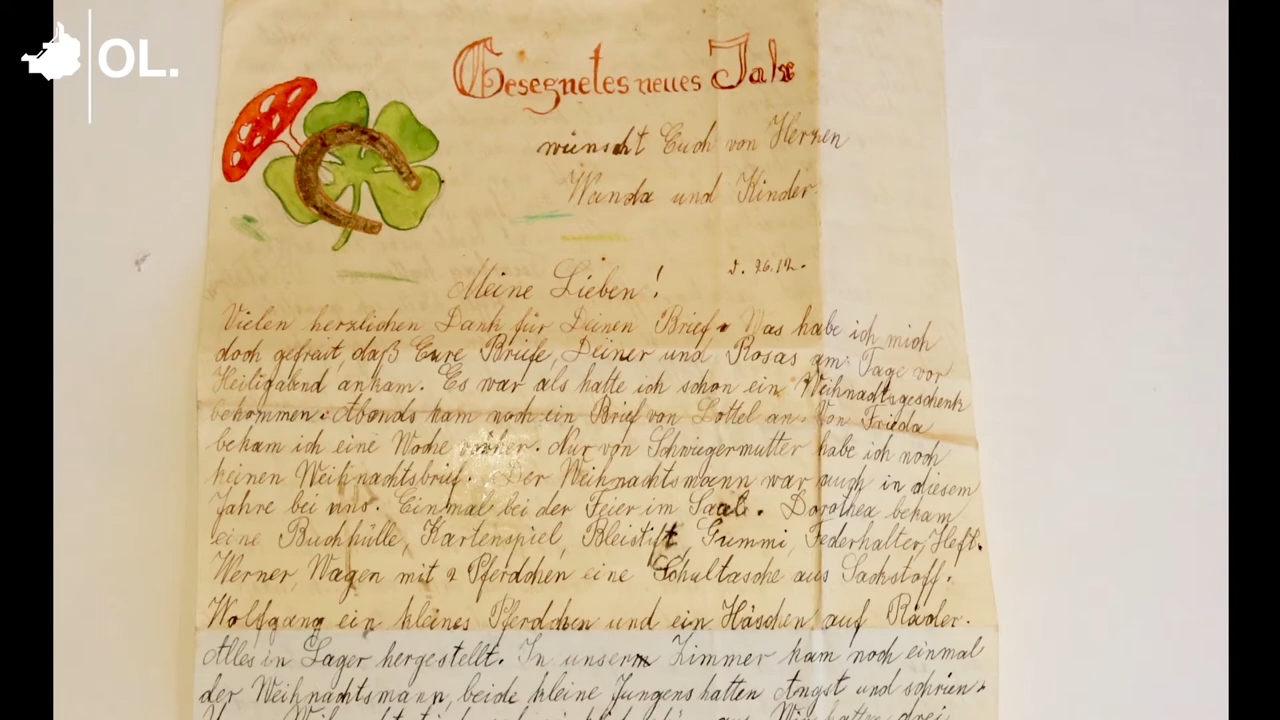 OL.
Gesegnetes neues Jahr
wünscht Euch von Herzen
Wanda und Kinder
d. 26.12.
Meine Lieben!
Vielen herzlichen Dank für Deinen Brief. Was habe ich mich
doch gefreit, daß Eure Briefe, Deiner und Rosas am Tage vor
Heiligabend ankam. Es war als hatte ich schon ein Weihnachtsgeschenk
bekommen. Abends kam noch ein Brief von Lottel an. Von Frieda
bekam ich eine Woche vorher. Nur von Schwiegermutter habe ich noch
keinen Weihnachtsbrief. Der Weihnachtsmann war auch in diesem
Jahre bei uns. Einmal bei der Feier im Saal. Dorothea bekam
eine Buchhülle, Kartenspiel, Bleistift, Gummi, Federhalter, Heft.
Werner, Wagen mit 2 Pferdchen eine Schultasche aus Sackstoff.
Wolfgang ein kleines Pferdchen und ein Häschen auf Räder.
Alles in Lager hergestellt. In unserm Zimmer kam noch einmal
der Weihnachtsmann, beide kleine Jungens hatten Angst und schrien.